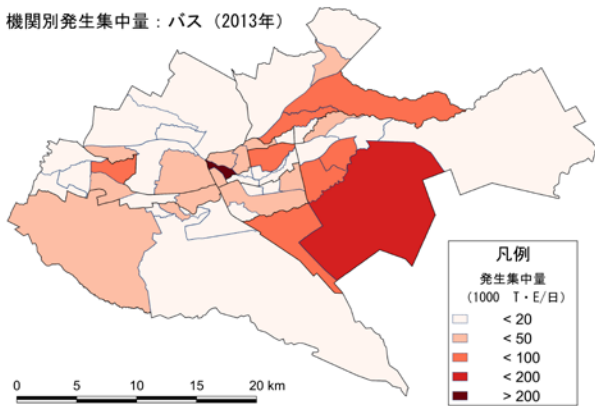 機関別発生集中量：バス（2013年）
凡例
発生集中量
（1000　T・E/日）
< 20
< 50
< 100
< 200
> 200
0 5 10 15 20 km